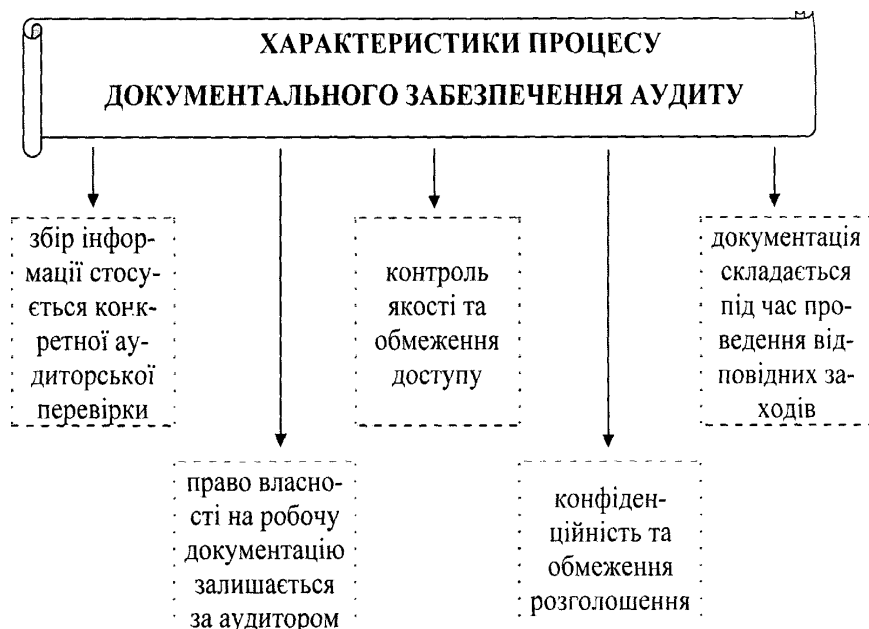 ХАРАКТЕРИСТИКИ ПРОЦЕСУ
ДОКУМЕНТАЛЬНОГО ЗАБЕЗПЕЧЕННЯ АУДИТУ
збір інфор-
мації стосу-
ється конк-
ретної ау-
диторської
перевірки
контроль
якості та
обмеження
доступу
документація
складається
під час про-
ведення від-
повідних за-
ходів
право власно-
сті на робочу
документацію
залишається
за аудитором
конфіден-
ційність та
обмеження
розголошення